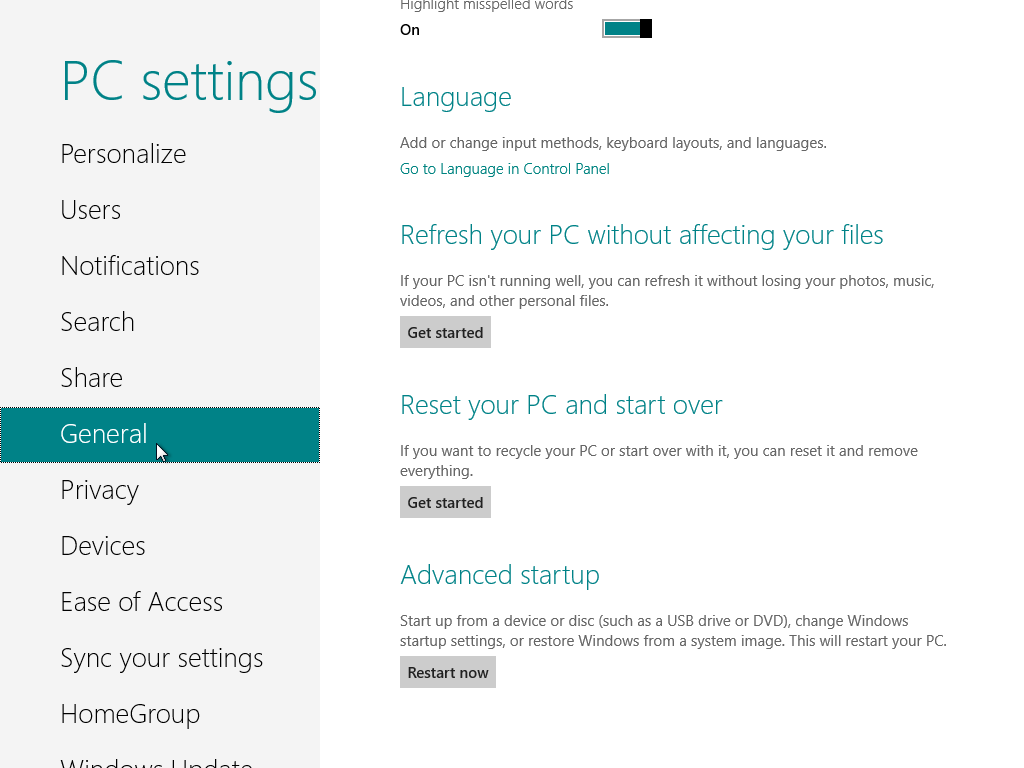 PC settings
Personalize
Users
Notifications
Search
Share
General
Privacy
Devices
Ease of Access
Sync your settings
HomeGroup
Windows Update
Highlight misspelled words
On
Language
Add or change input methods, keyboard layouts, and languages.
Go to Language in Control Panel
Refresh your PC without affecting your files
If your PC isn't running well, you can refresh it without losing your photos, music,
videos, and other personal files.
Get started
Reset your PC and start over
If you want to recycle your PC or start over with it, you can reset it and remove
everything.
Get started
Advanced startup
Start up from a device or disc (such as a USB drive or DVD), change Windows
startup settings, or restore Windows from a system image. This will restart your PC.
Restart now